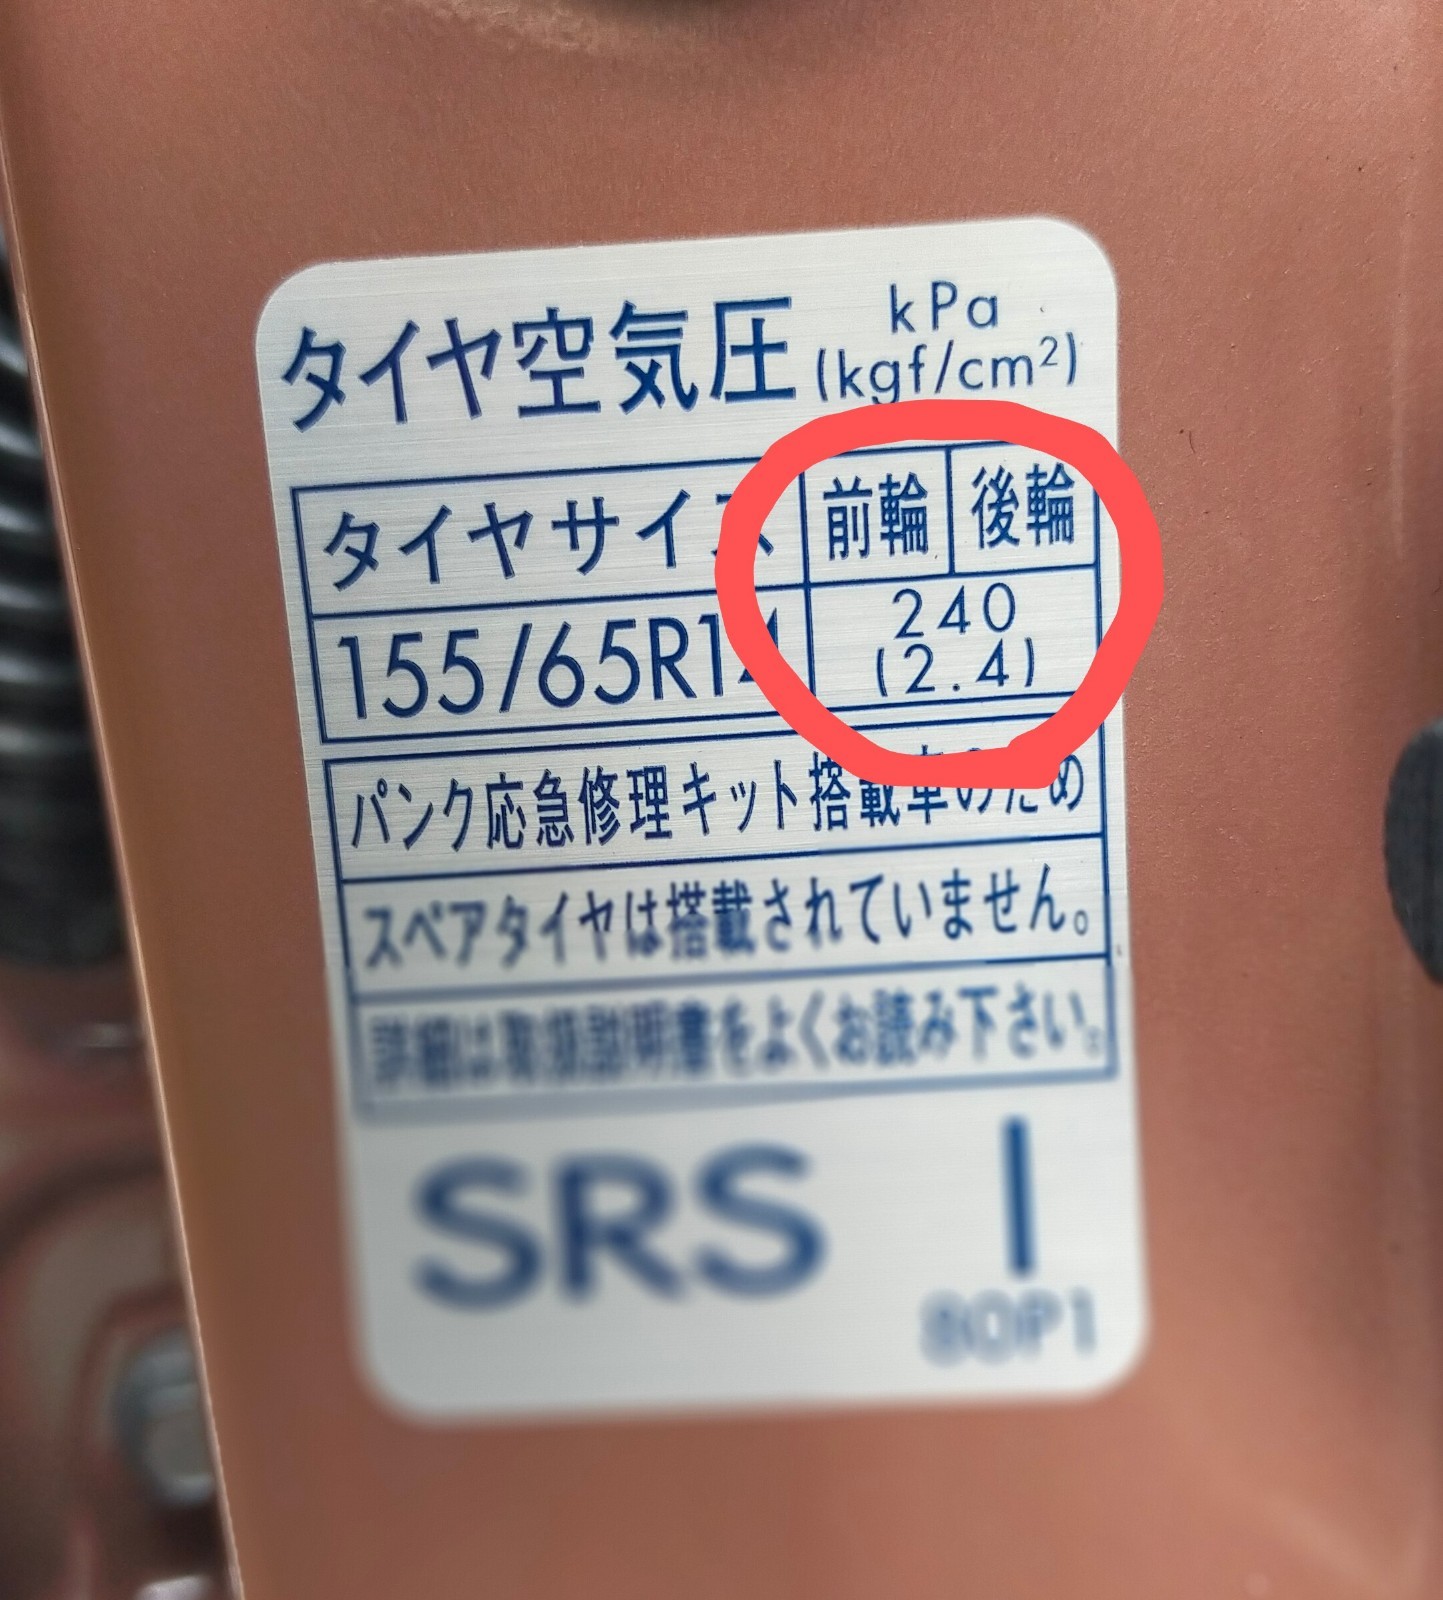 タイヤ空気圧 kPa
(kgf/cm²)
タイヤサイズ 前輪 後輪
155/65R14 240
(2.4)
パンク応急修理キット搭載車のため
スペアタイヤは搭載されていません。
詳細は取扱説明書をよくお読み下さい。
SRS I
80P1